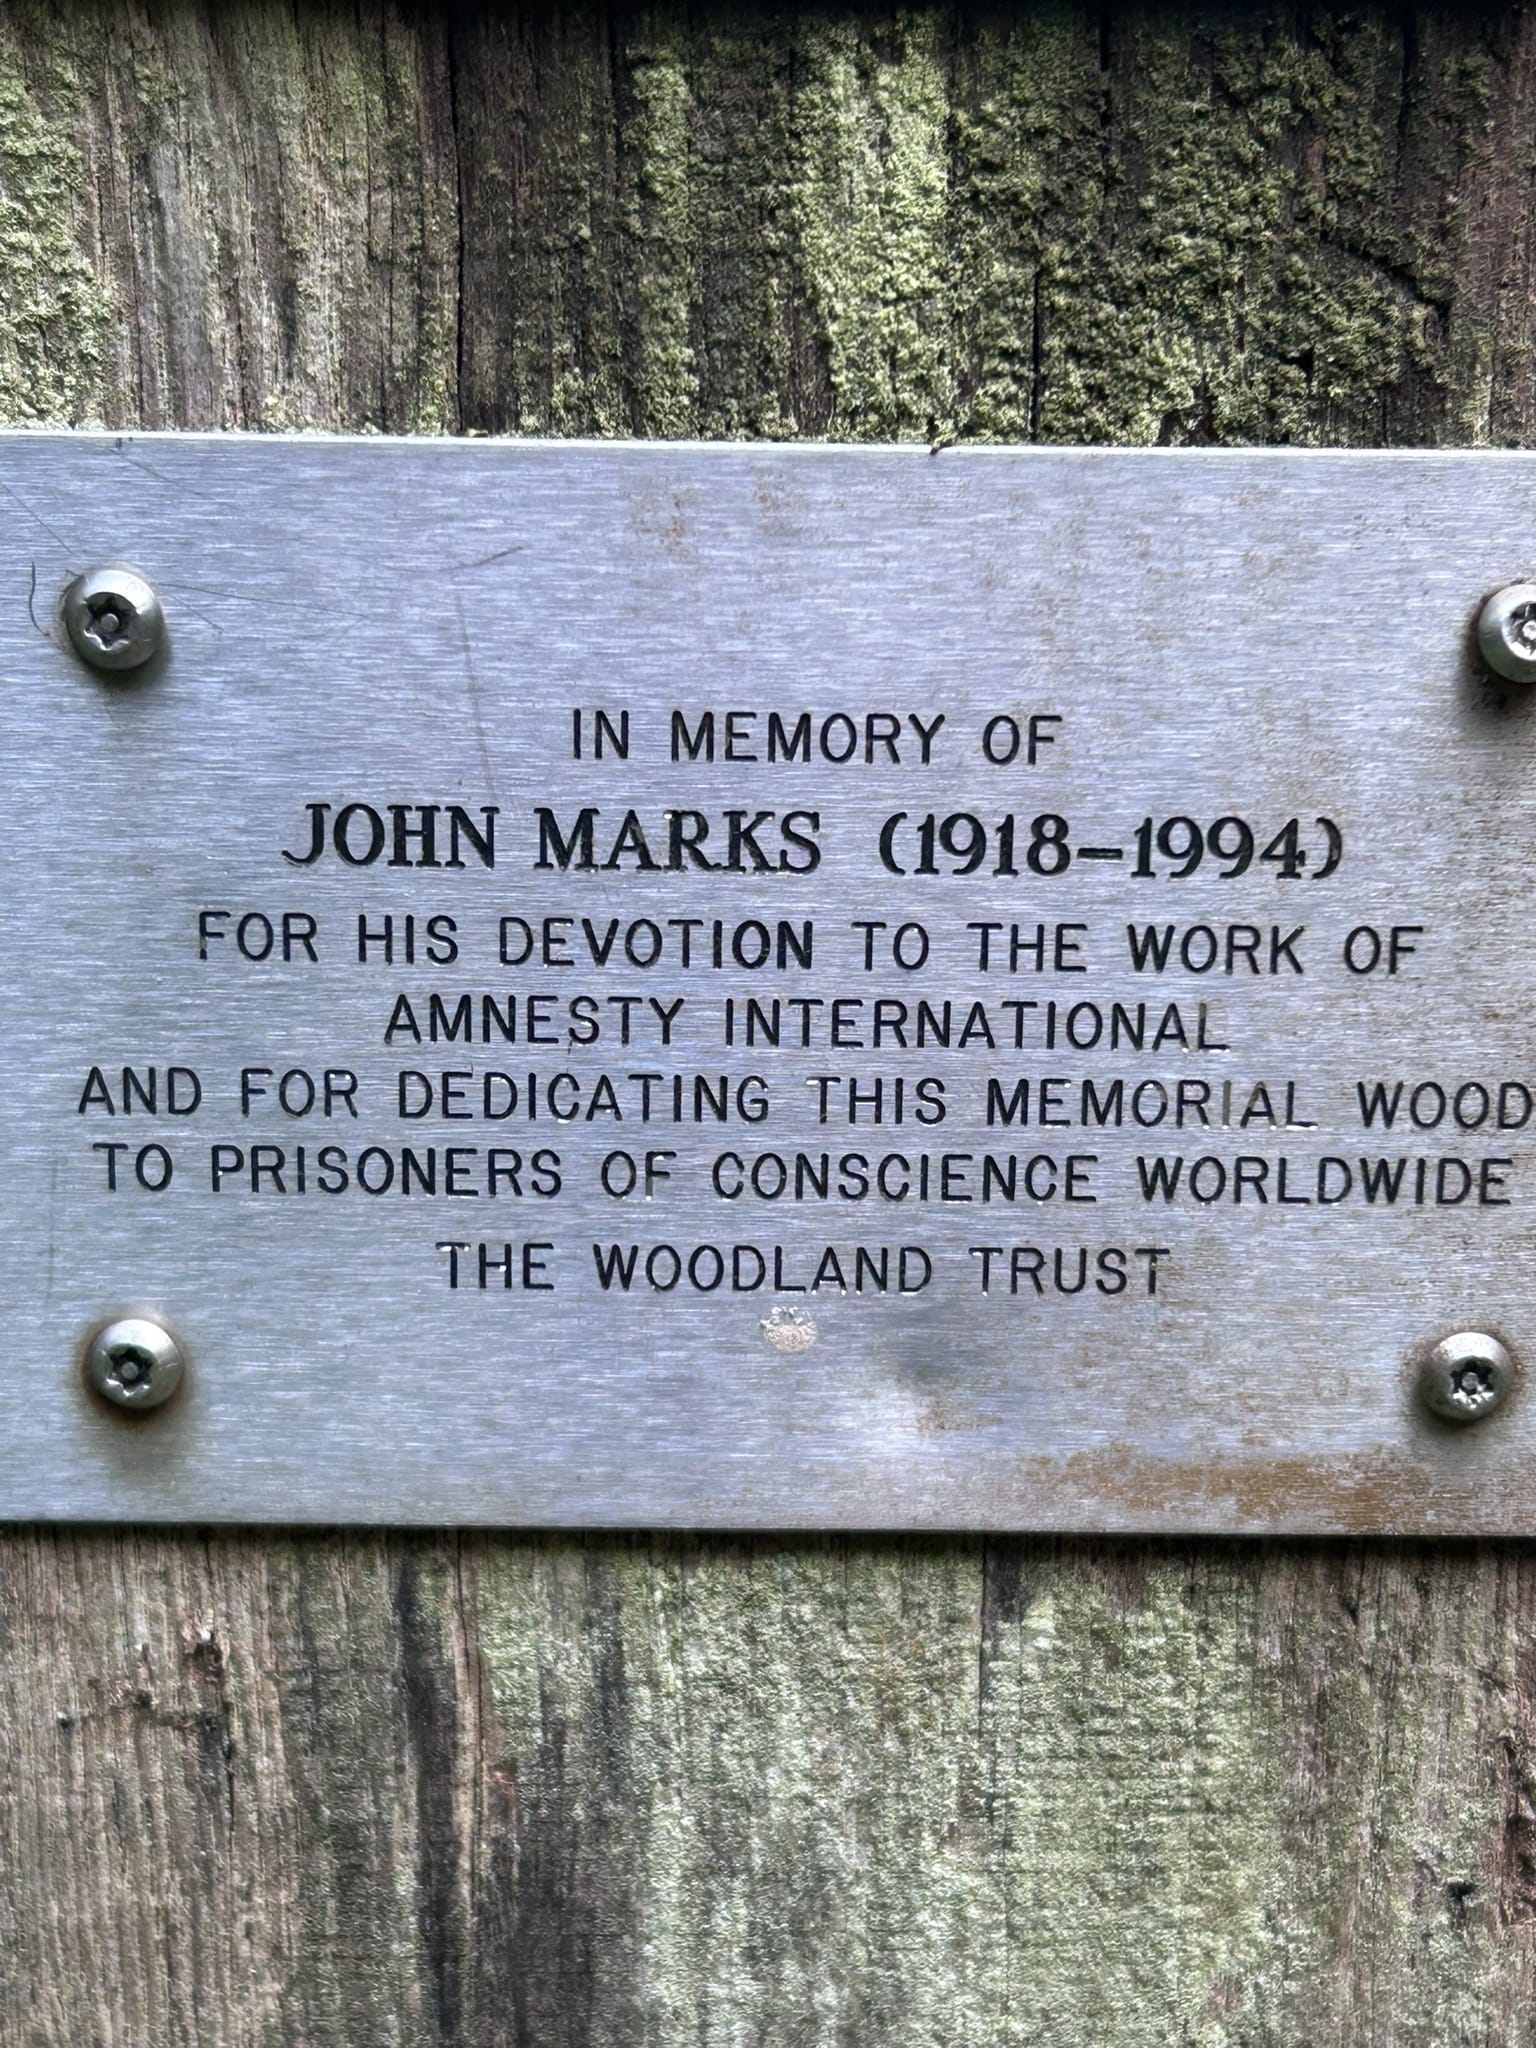 IN MEMORY OF
JOHN MARKS (1918-1994)
FOR HIS DEVOTION TO THE WORK OF
AMNESTY INTERNATIONAL
AND FOR DEDICATING THIS MEMORIAL WOOD
TO PRISONERS OF CONSCIENCE WORLDWIDE
THE WOODLAND TRUST